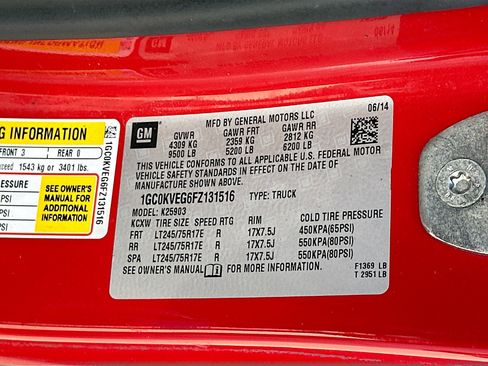 G INFORMATION
FRONT 3 REAR 0
exceed 1543 kg or 3401 lbs.
PRESSURE
SEE OWNER'S
MANUAL FOR
ADDITIONAL
INFORMATION
1GC0KVEG6FZ131516
06/14
GM
MFD BY GENERAL MOTORS LLC
GVWR GAWR FRT GAWR RR
4309 KG 2359 KG 2812 KG
9500 LB 5200 LB 6200 LB
THIS VEHICLE CONFORMS TO ALL APPLICABLE U.S. FEDERAL MOTOR
VEHICLE SAFETY STANDARDS IN EFFECT ON THE DATE OF
MANUFACTURE SHOWN ABOVE.
1GC0KVEG6FZ131516 TYPE: TRUCK
MODEL: K25903
KCXW TIRE SIZE SPEED RTG RIM COLD TIRE PRESSURE
FRT LT245/75R17E R 17X7.5J 450KPA(65PSI)
RR LT245/75R17E R 17X7.5J 550KPA(80PSI)
SPA LT245/75R17E R 17X7.5J 550KPA(80PSI)
SEE OWNER'S MANUAL FOR MORE INFORMATION.
F1369 LB
T 2951 LB